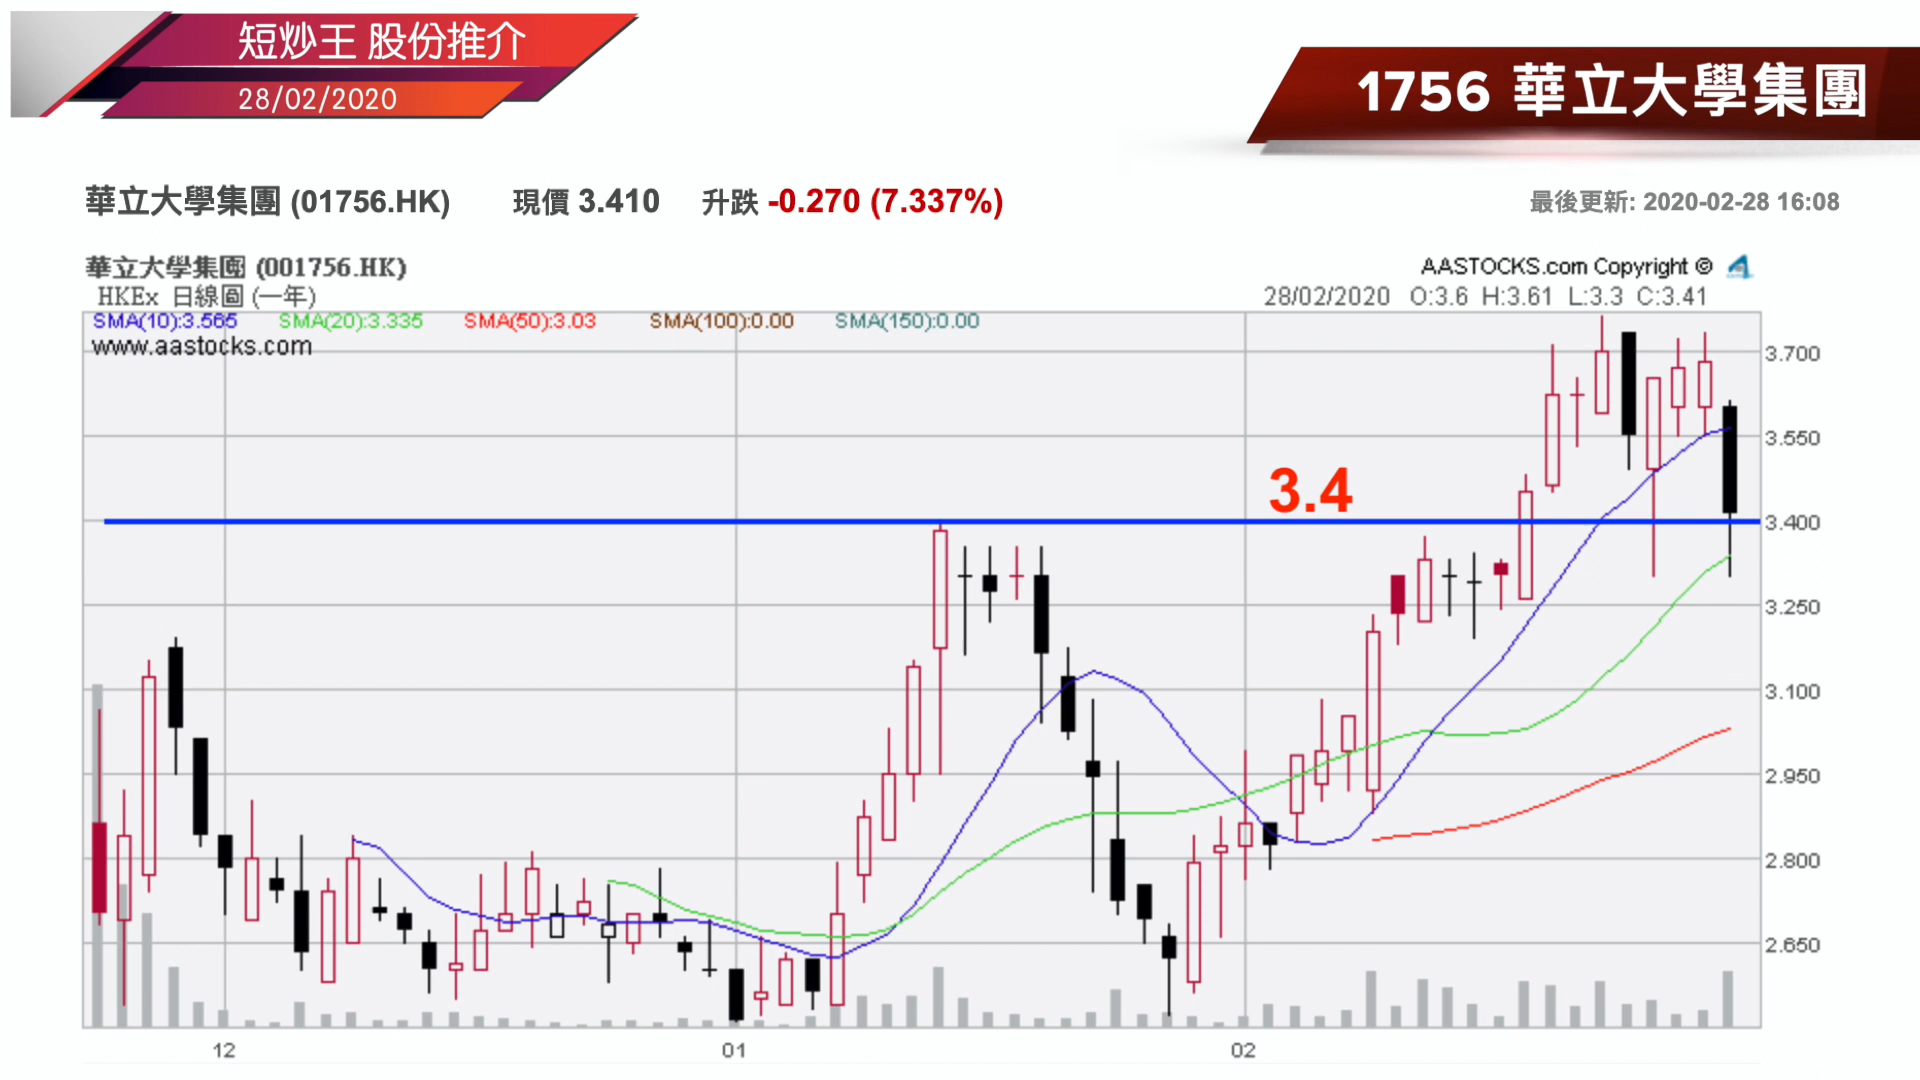 短炒王 股份推介
28/02/2020
1756 華立大學集團
華立大學集團 (01756.HK) 現價 3.410 升跌 -0.270 (7.337%)
最後更新: 2020-02-28 16:08
華立大學集團 (001756.HK)
AASTOCKS.com Copyright ©
HKEx 日線圖 (一年)
28/02/2020 O:3.6 H:3.61 L:3.3 C:3.41
SMA(10):3.565 SMA(20):3.335 SMA(50):3.03 SMA(100):0.00 SMA(150):0.00
www.aastocks.com
3.700
3.550
3.4
3.400
3.250
3.100
2.950
2.800
2.650
12 01 02